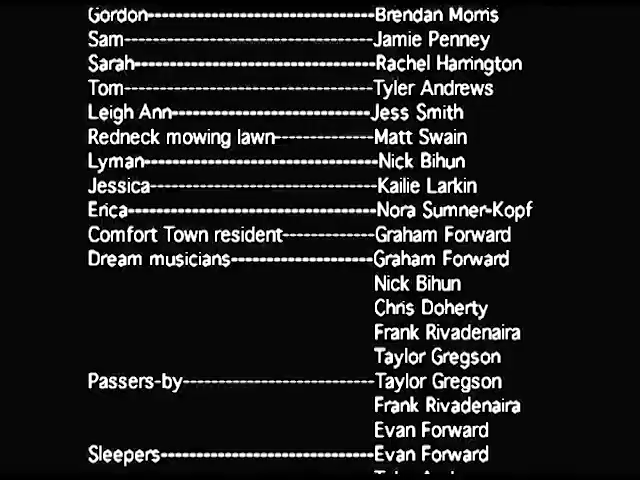 Gordon--------------------------------Brendan Morris
Sam-----------------------------------Jamie Penney
Sarah----------------------------------Rachel Harrington
Tom-----------------------------------Tyler Andrews
Leigh Ann----------------------------Jess Smith
Redneck mowing lawn--------------Matt Swain
Lyman---------------------------------Nick Bihun
Jessica--------------------------------Kailie Larkin
Erica-----------------------------------Nora Sumner-Kopf
Comfort Town resident-------------Graham Forward
Dream musicians--------------------Graham Forward
Nick Bihun
Chris Doherty
Frank Rivadenaira
Taylor Gregson
Passers-by---------------------------Taylor Gregson
Frank Rivadenaira
Evan Forward
Sleepers------------------------------Evan Forward